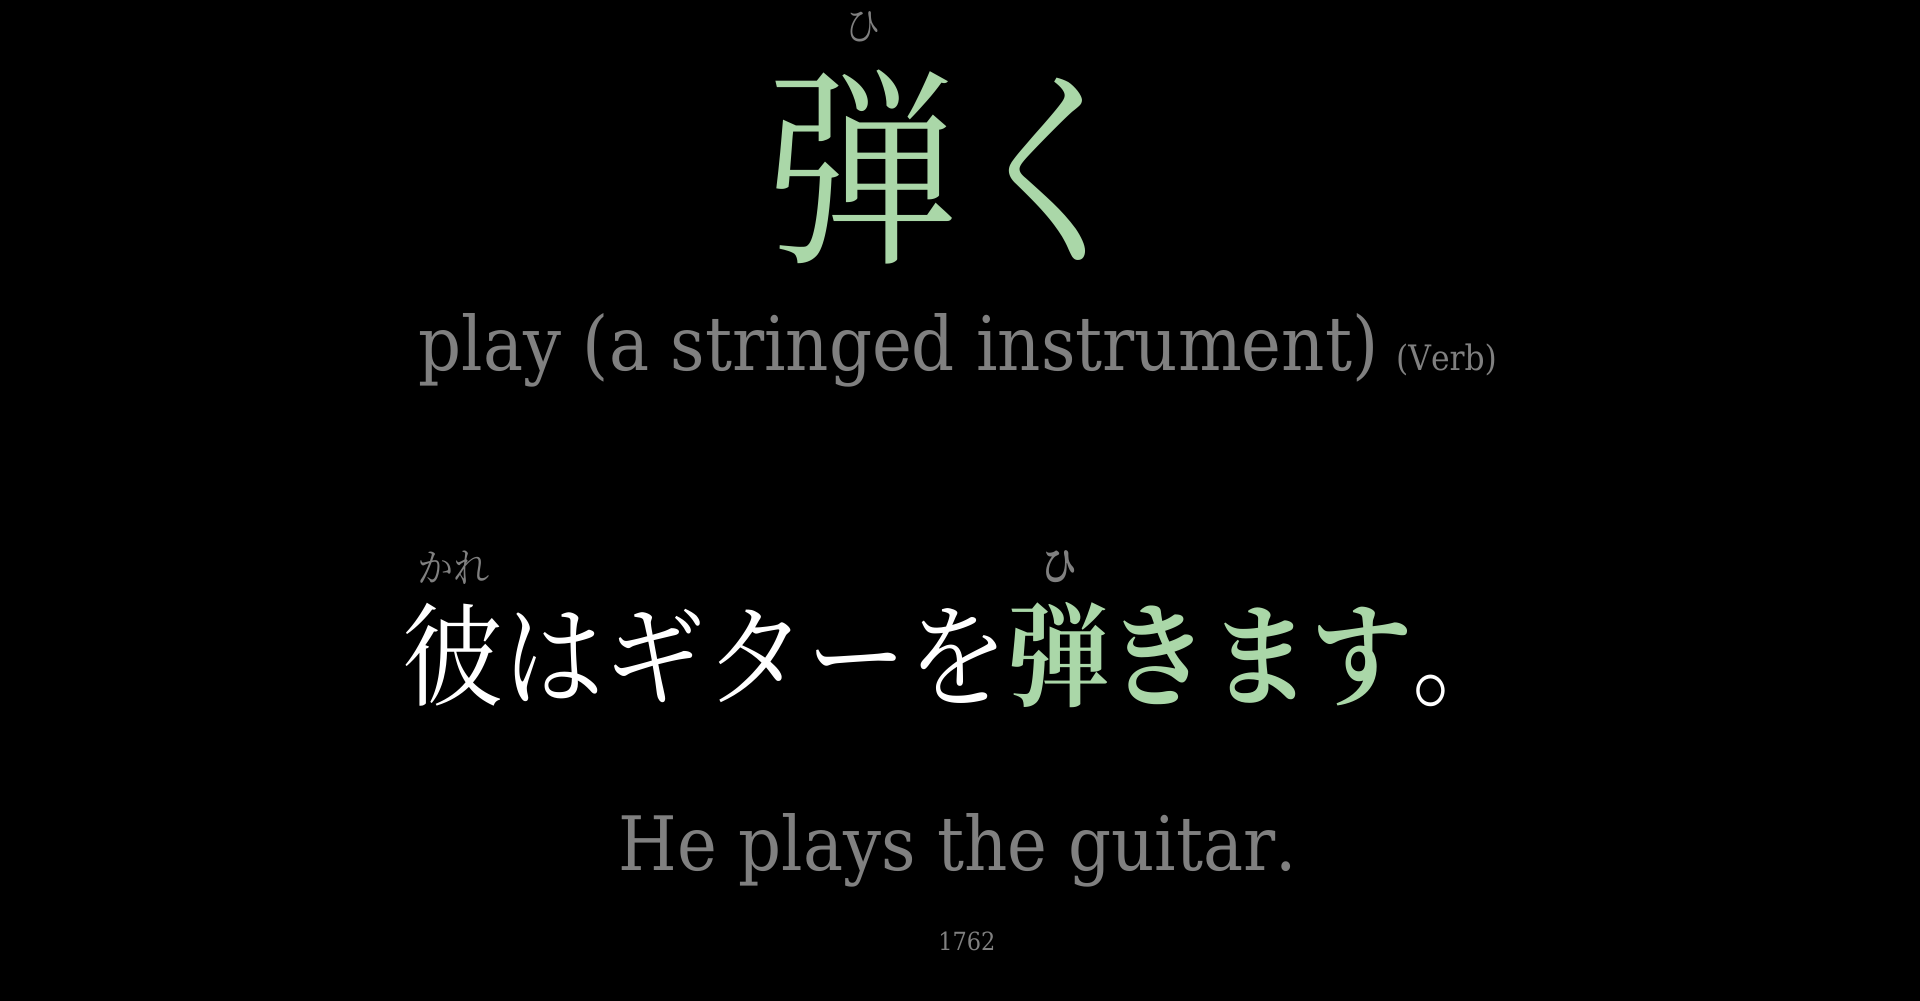 ひ
弾く
play (a stringed instrument) (Verb)
かれ ひ
彼はギターを弾きます。
He plays the guitar.
1762